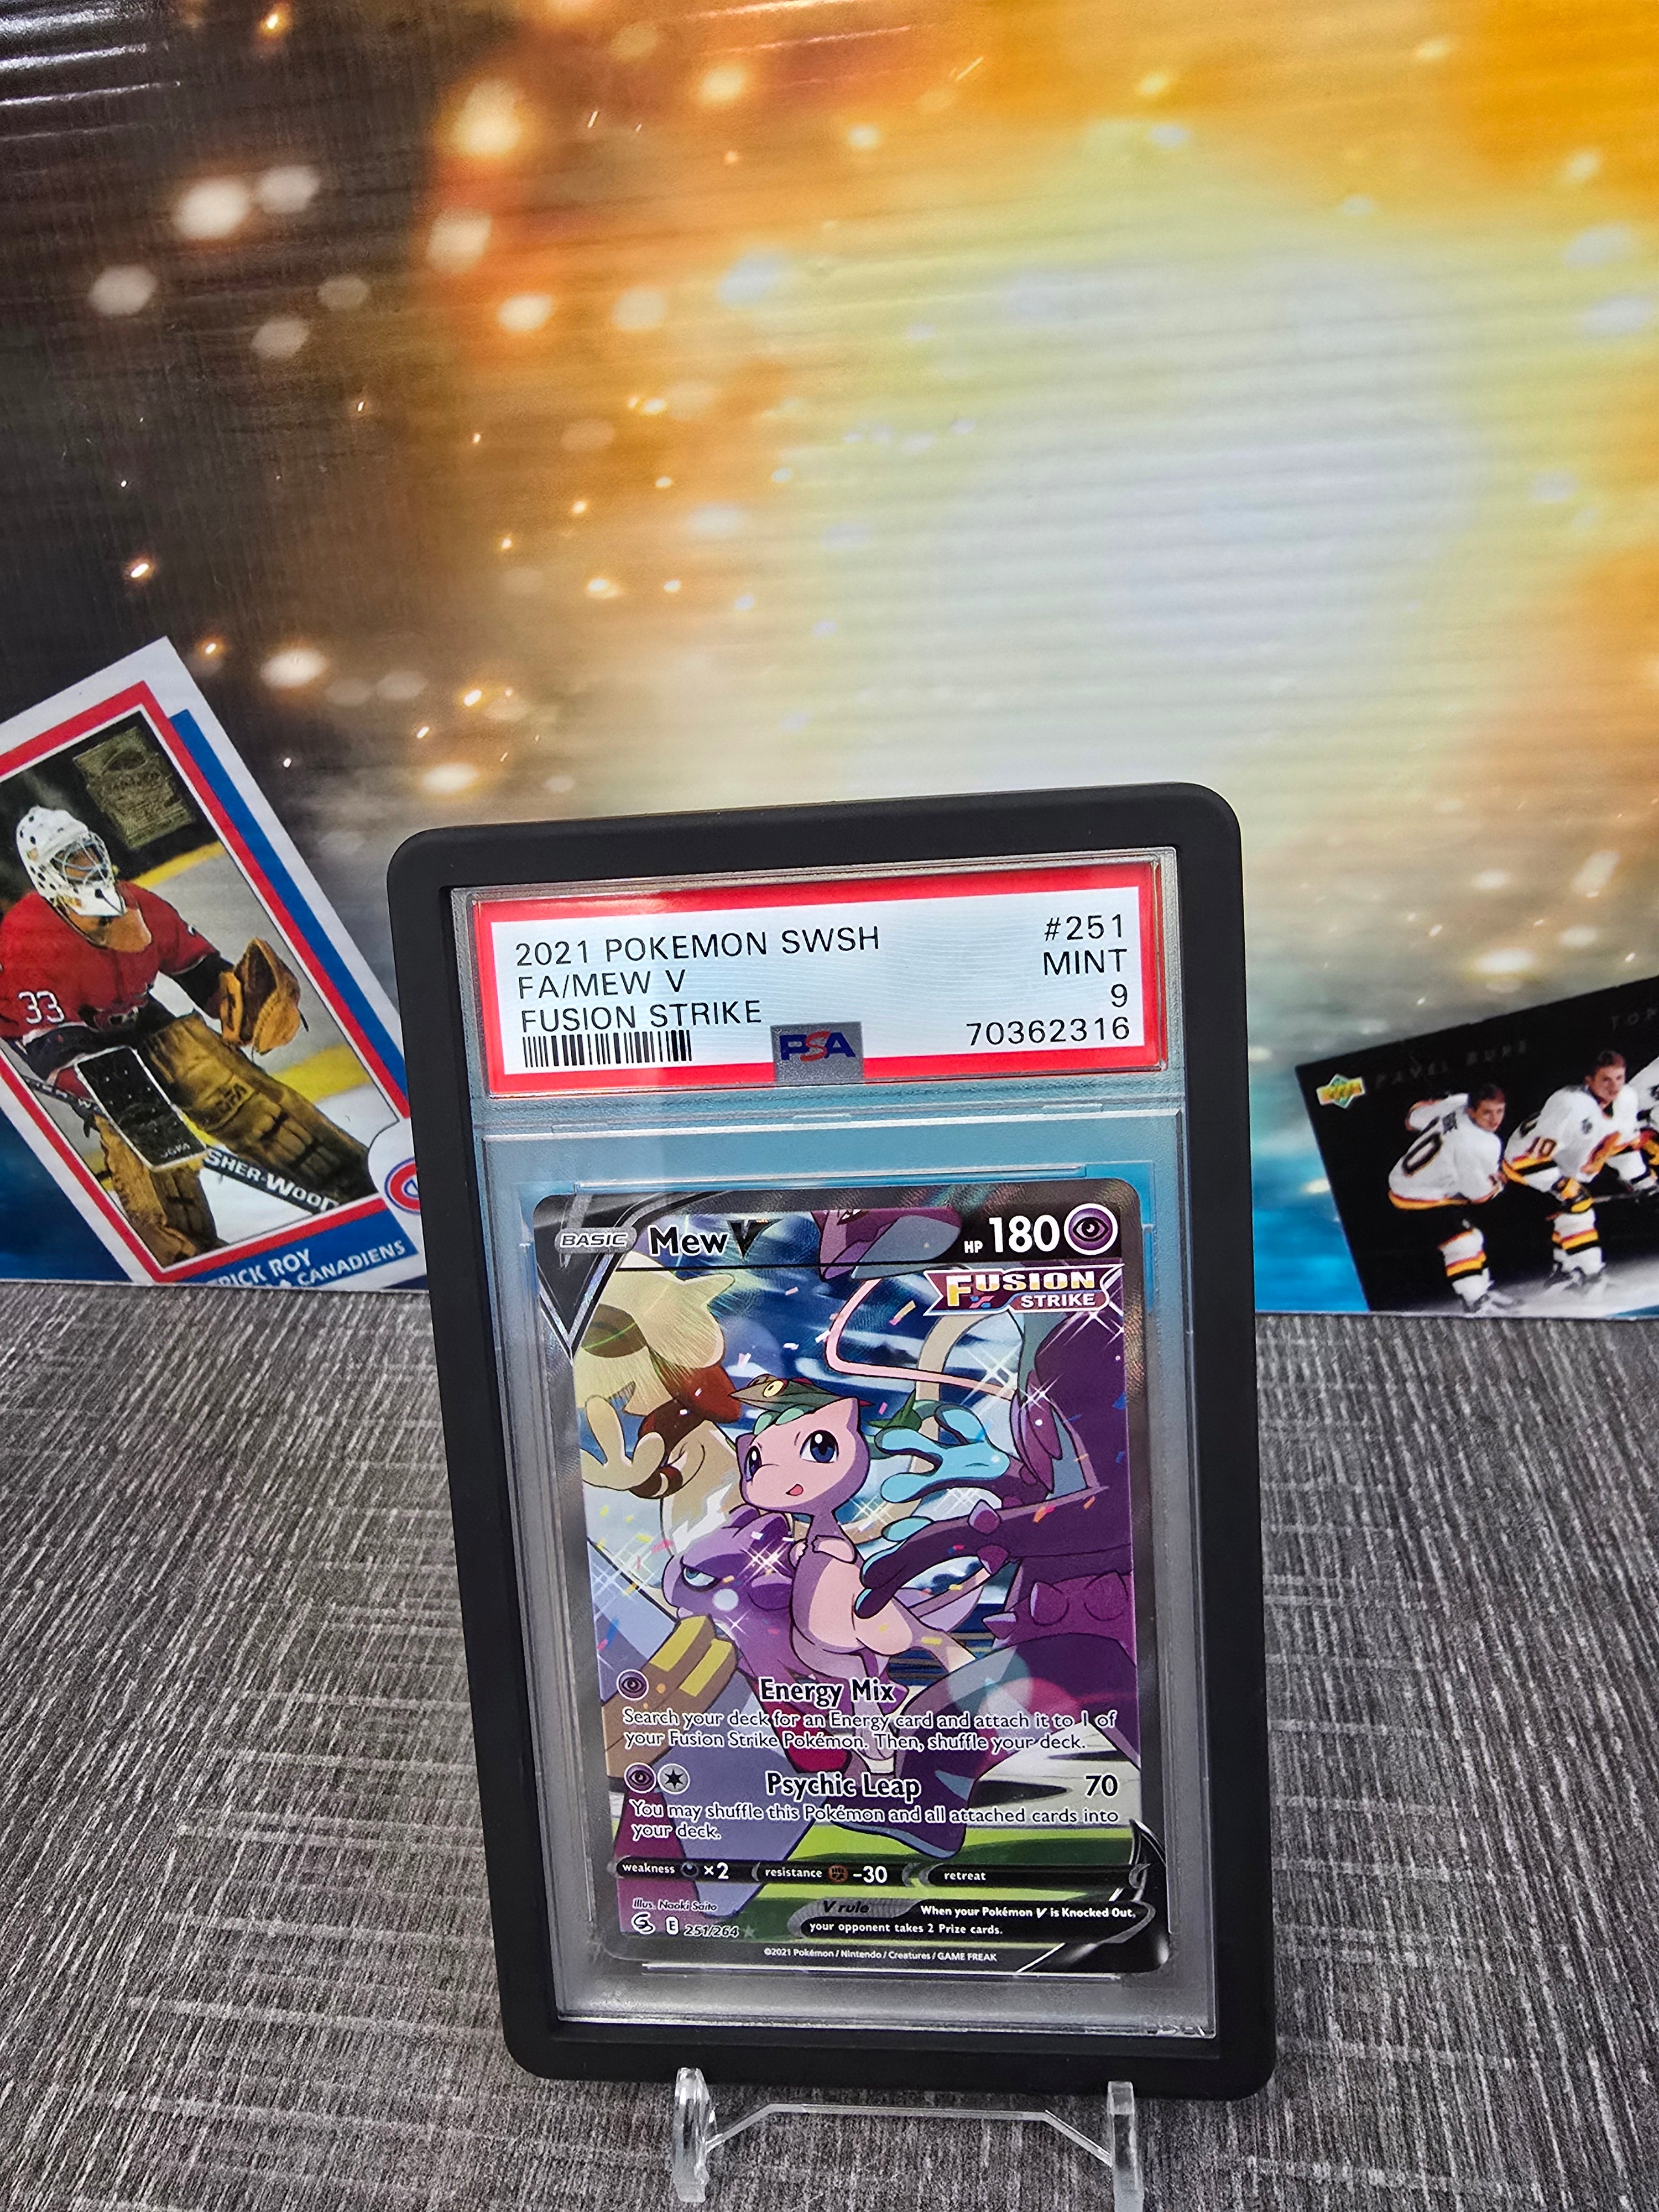 2021 POKEMON SWSH
#251
FA/MEW V
MINT
FUSION STRIKE
9
PSA
70362316
BASIC
Mew V
HP 180
FUSION
STRIKE
Energy Mix
Search your deck for an Energy card and attach it to 1 of
your Fusion Strike Pokémon. Then, shuffle your deck.
Psychic Leap 70
You may shuffle this Pokémon and all attached cards into
your deck.
weakness ×2 resistance -30 retreat
Illus. Naoki Saito
E 251/264
V rule When your Pokémon V is Knocked Out,
your opponent takes 2 Prize cards.
©2021 Pokémon / Nintendo / Creatures / GAME FREAK
33
SHER-WOOD
RICK ROY
CANADIENS
PAVEL BURE
10